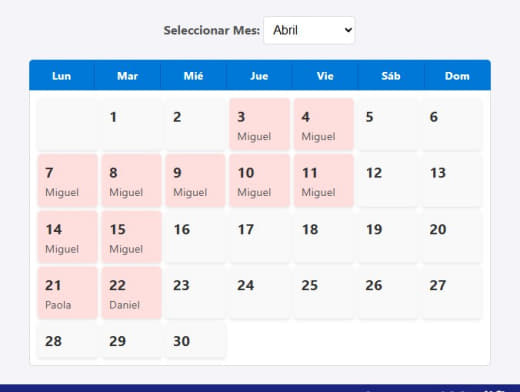 Seleccionar Mes: Abril
Lun Mar Mié Jue Vie Sáb Dom
1 2 3 4 5 6
Miguel Miguel
7 8 9 10 11 12 13
Miguel Miguel Miguel Miguel Miguel
14 15 16 17 18 19 20
Miguel Miguel
21 22 23 24 25 26 27
Paola Daniel
28 29 30